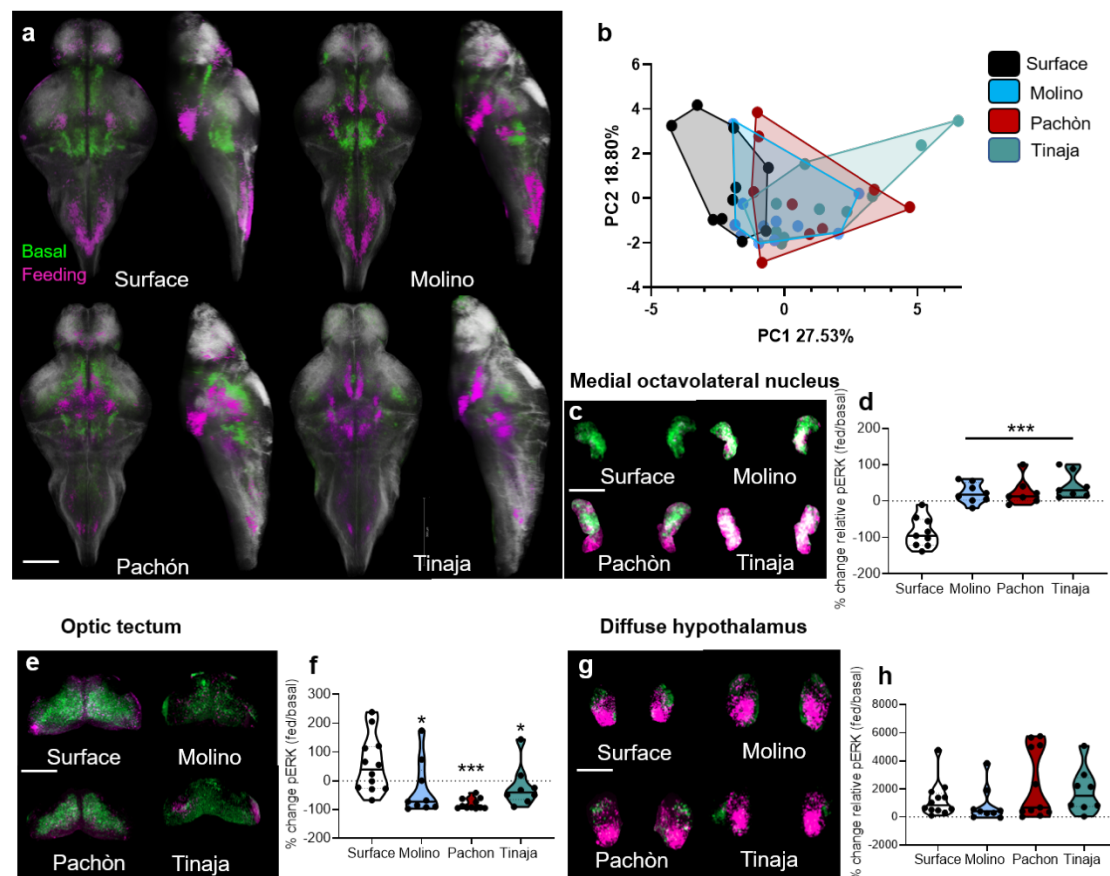 a
Basal
Feeding
Surface
Molino
Pachón
Tinaja
b
Surface
Molino
Pachòn
Tinaja
PC2 18.80%
6
4
2
0
-2
-4
-5
0
5
PC1 27.53%
Medial octavolateral nucleus
c
Surface
Molino
Pachòn
Tinaja
d
***
% change relative pERK (fed/basal)
200
100
0
-100
-200
Surface
Molino
Pachon
Tinaja
Optic tectum
e
Surface
Molino
Pachòn
Tinaja
f
*
***
*
% change pERK (fed/basal)
300
200
100
0
-100
-200
Surface
Molino
Pachon
Tinaja
Diffuse hypothalamus
g
Surface
Molino
Pachòn
Tinaja
h
% change relative pERK (fed/basal)
8000
6000
4000
2000
0
-2000
Surface
Molino
Pachon
Tinaja